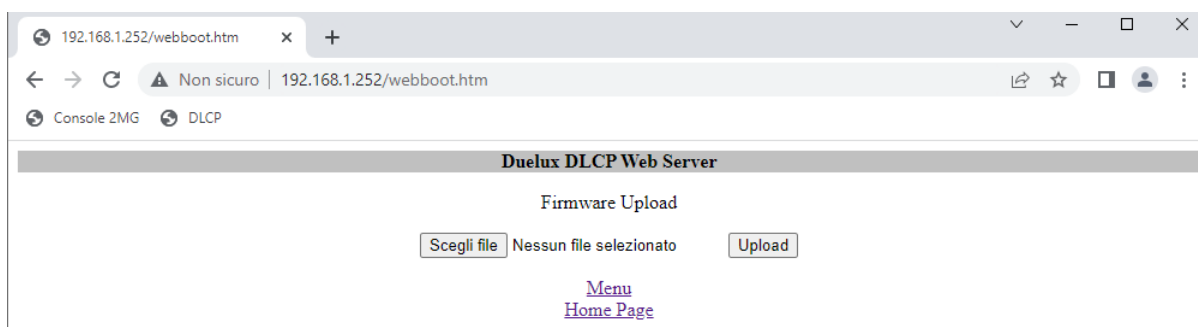 192.168.1.252/webboot.htm
Non sicuro 192.168.1.252/webboot.htm
Console 2MG DLCP
Duelux DLCP Web Server
Firmware Upload
Scegli file Nessun file selezionato Upload
Menu
Home Page